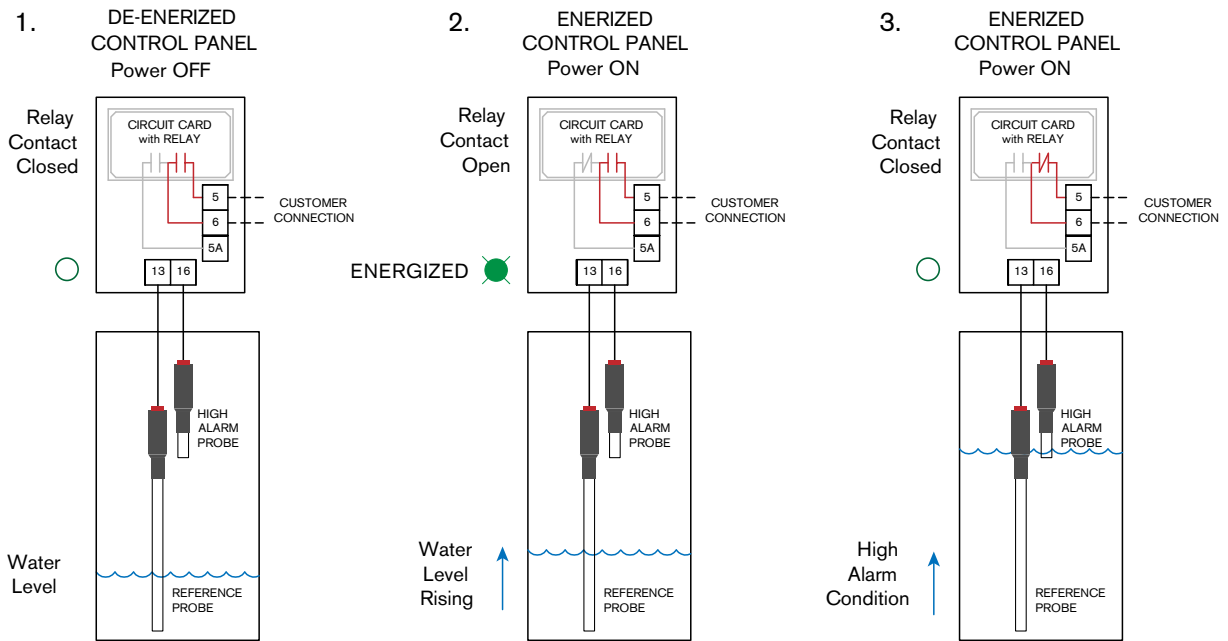 1.
DE-ENERIZED
CONTROL PANEL
Power OFF
Relay
Contact
Closed
CIRCUIT CARD
with RELAY
5
6
5A
CUSTOMER
CONNECTION
13 16
HIGH
ALARM
PROBE
Water
Level
REFERENCE
PROBE
2.
ENERIZED
CONTROL PANEL
Power ON
Relay
Contact
Open
CIRCUIT CARD
with RELAY
5
6
5A
CUSTOMER
CONNECTION
ENERGIZED
13 16
HIGH
ALARM
PROBE
Water
Level
Rising
REFERENCE
PROBE
3.
ENERIZED
CONTROL PANEL
Power ON
Relay
Contact
Closed
CIRCUIT CARD
with RELAY
5
6
5A
CUSTOMER
CONNECTION
13 16
HIGH
ALARM
PROBE
High
Alarm
Condition
REFERENCE
PROBE